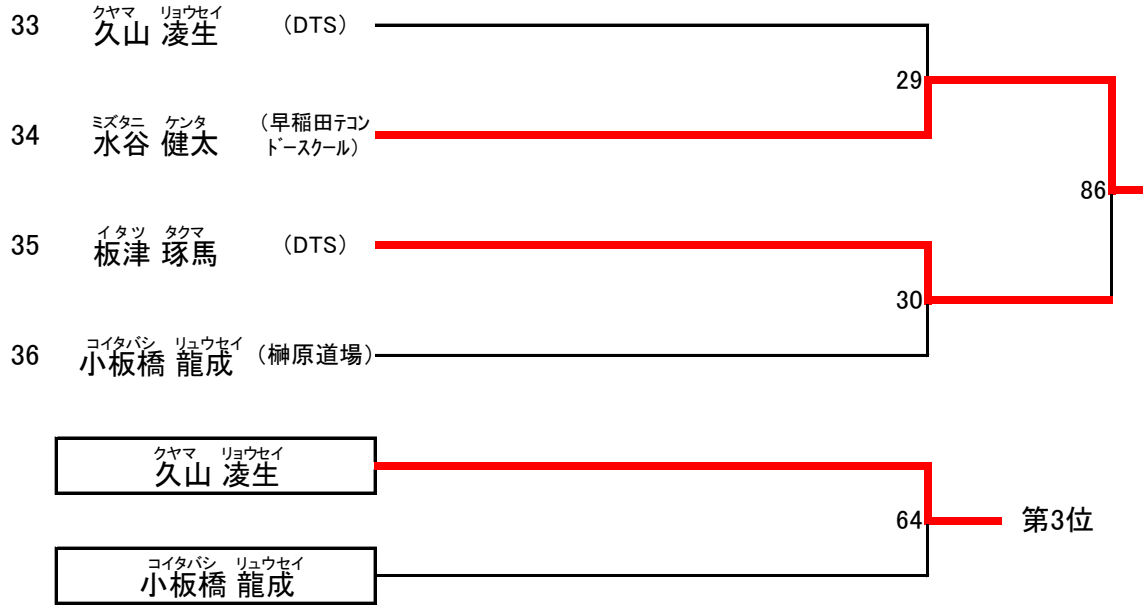 クヤマ リョウセイ
33 久山 凌生 (DTS)
29
ミズタニ ケンタ
34 水谷 健太 (早稲田テコン
ドースクール)
86
イタツ タクマ
35 板津 琢馬 (DTS)
30
コイタバシ リュウセイ
36 小板橋 龍成 (榊原道場)
クヤマ リョウセイ
久山 凌生
64 第3位
コイタバシ リュウセイ
小板橋 龍成